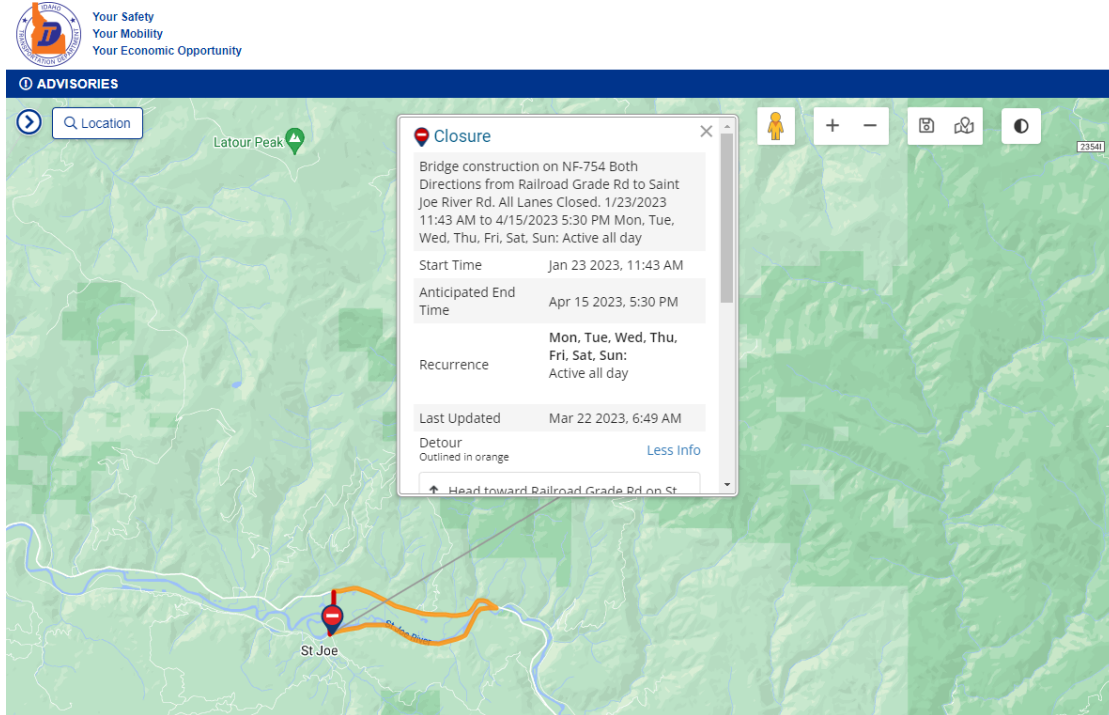 IDAHO
TRANSPORTATION DEPARTMENT
Your Safety
Your Mobility
Your Economic Opportunity
ADVISORIES
Location
Latour Peak
23541
Closure
Bridge construction on NF-754 Both
Directions from Railroad Grade Rd to Saint
Joe River Rd. All Lanes Closed. 1/23/2023
11:43 AM to 4/15/2023 5:30 PM Mon, Tue,
Wed, Thu, Fri, Sat, Sun: Active all day
Start Time Jan 23 2023, 11:43 AM
Anticipated End
Time Apr 15 2023, 5:30 PM
Recurrence Mon, Tue, Wed, Thu,
Fri, Sat, Sun:
Active all day
Last Updated Mar 22 2023, 6:49 AM
Detour
Outlined in orange
Less Info
Head toward Railroad Grade Rd on St
St Joe River
St Joe